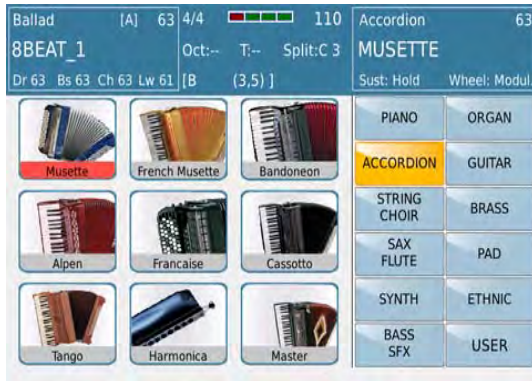 Ballad [A] 63
8BEAT_1
Dr 63 Bs 63 Ch 63 Lw 61
4/4 110
Oct:-- T:-- Split:C 3
[B (3,5) ]
Accordion 63
MUSETTE
Sust: Hold Wheel: Modul.
Musette French Musette Bandoneon
Alpen Francaise Cassotto
Tango Harmonica Master
PIANO ORGAN
ACCORDION GUITAR
STRING
CHOIR BRASS
SAX
FLUTE PAD
SYNTH ETHNIC
BASS
SFX USER